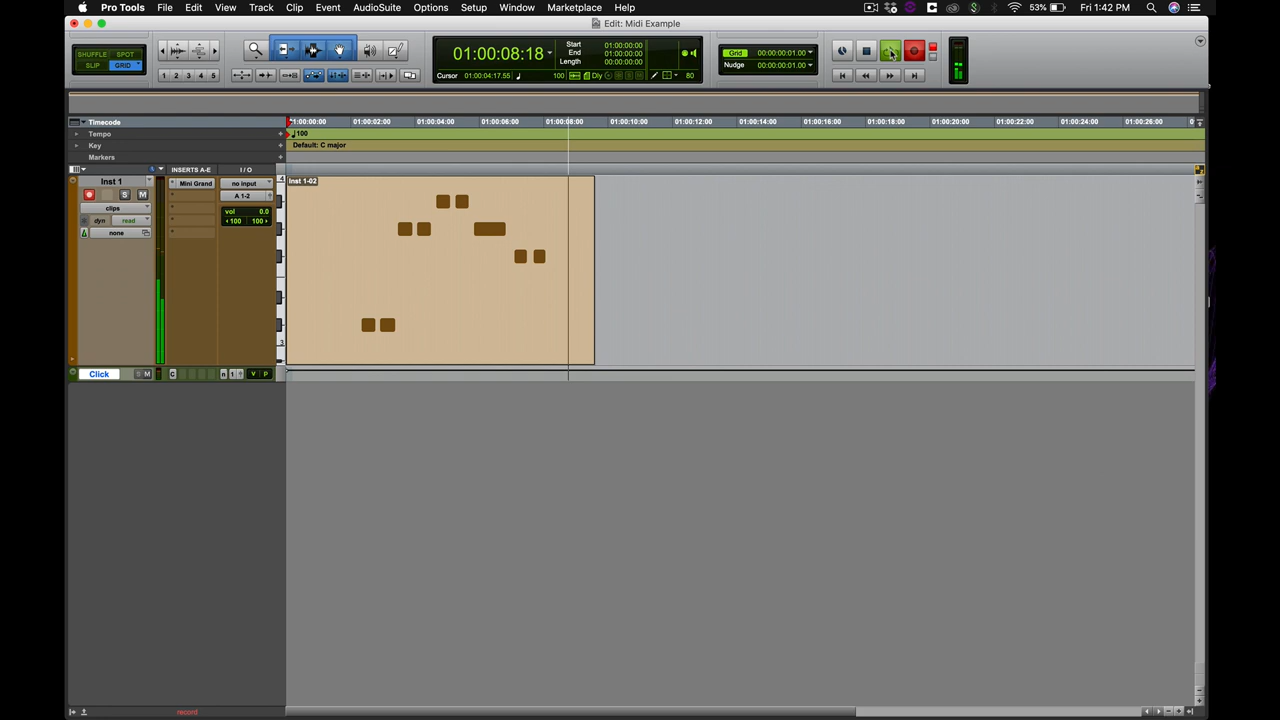 Pro Tools File Edit View Track Clip Event AudioSuite Options Setup Window Marketplace Help 53% Fri 1:42 PM
Edit: Midi Example
SHUFFLE SPOT
SLIP GRID
1 2 3 4 5
01:00:08:18
Start 01:00:00:00
End 01:00:00:00
Length 00:00:00:00
Cursor 01:00:04:17.55 100 Dly 80
Grid 00:00:00:01.00
Nudge 00:00:00:01.00
Timecode 01:00:00:00 01:00:02:00 01:00:04:00 01:00:06:00 01:00:08:00 01:00:10:00 01:00:12:00 01:00:14:00 01:00:16:00 01:00:18:00 01:00:20:00 01:00:22:00 01:00:24:00 01:00:26:00
Tempo 100
Key Default: C major
Markers
INSERTS A-E I / O
Inst 1 Mini Grand no input Inst 1-02
S M A 1-2
clips
vol 0.0
dyn read 100 100
none
4
3
Click S M C n 1 V P
record